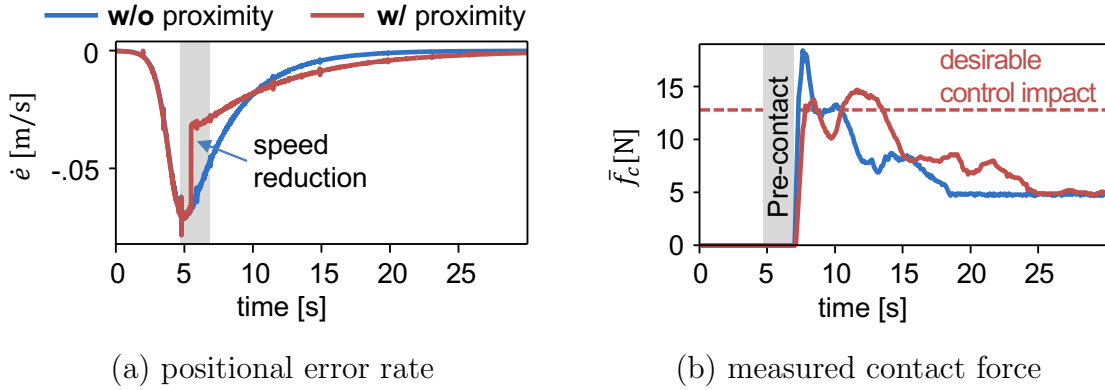 w/o proximity
w/ proximity
0
-.05
ė [m/s]
speed
reduction
0
5
10
15
20
25
time [s]
(a) positional error rate
15
10
5
0
f̄c[N]
Pre-contact
desirable
control impact
0
5
10
15
20
25
time [s]
(b) measured contact force